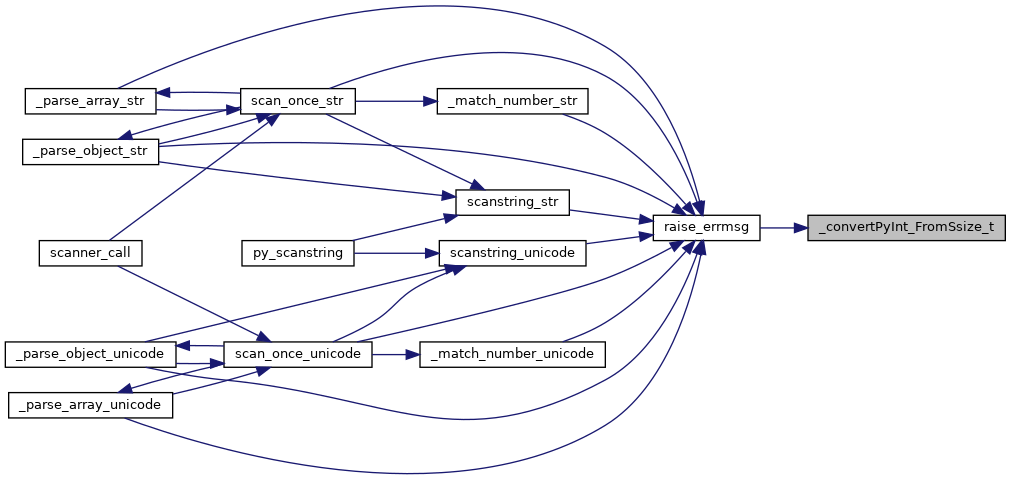 _parse_array_str
scan_once_str
_match_number_str
_parse_object_str
scanstring_str
raise_errmsg
_convertPyInt_FromSsize_t
scanner_call
py_scanstring
scanstring_unicode
_parse_object_unicode
scan_once_unicode
_match_number_unicode
_parse_array_unicode